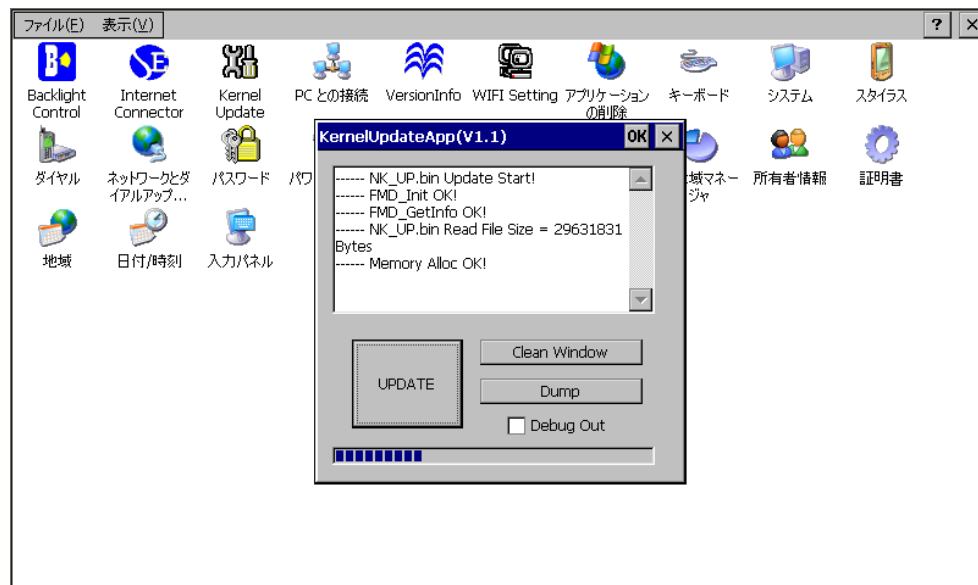 ファイル(F) 表示(V)
? ×
Backlight Control
Internet Connector
Kernel Update
PC との接続
VersionInfo
WIFI Setting
アプリケーションの削除
キーボード
システム
スタイラス
ダイヤル
ネットワークとダイアルアップ...
パスワード
パワ
域マネージャ
所有者情報
証明書
地域
日付/時刻
入力パネル
KernelUpdateApp(V1.1) OK ×
------ NK_UP.bin Update Start!
------ FMD_Init OK!
------ FMD_GetInfo OK!
------ NK_UP.bin Read File Size = 29631831
Bytes
------ Memory Alloc OK!
UPDATE
Clean Window
Dump
Debug Out